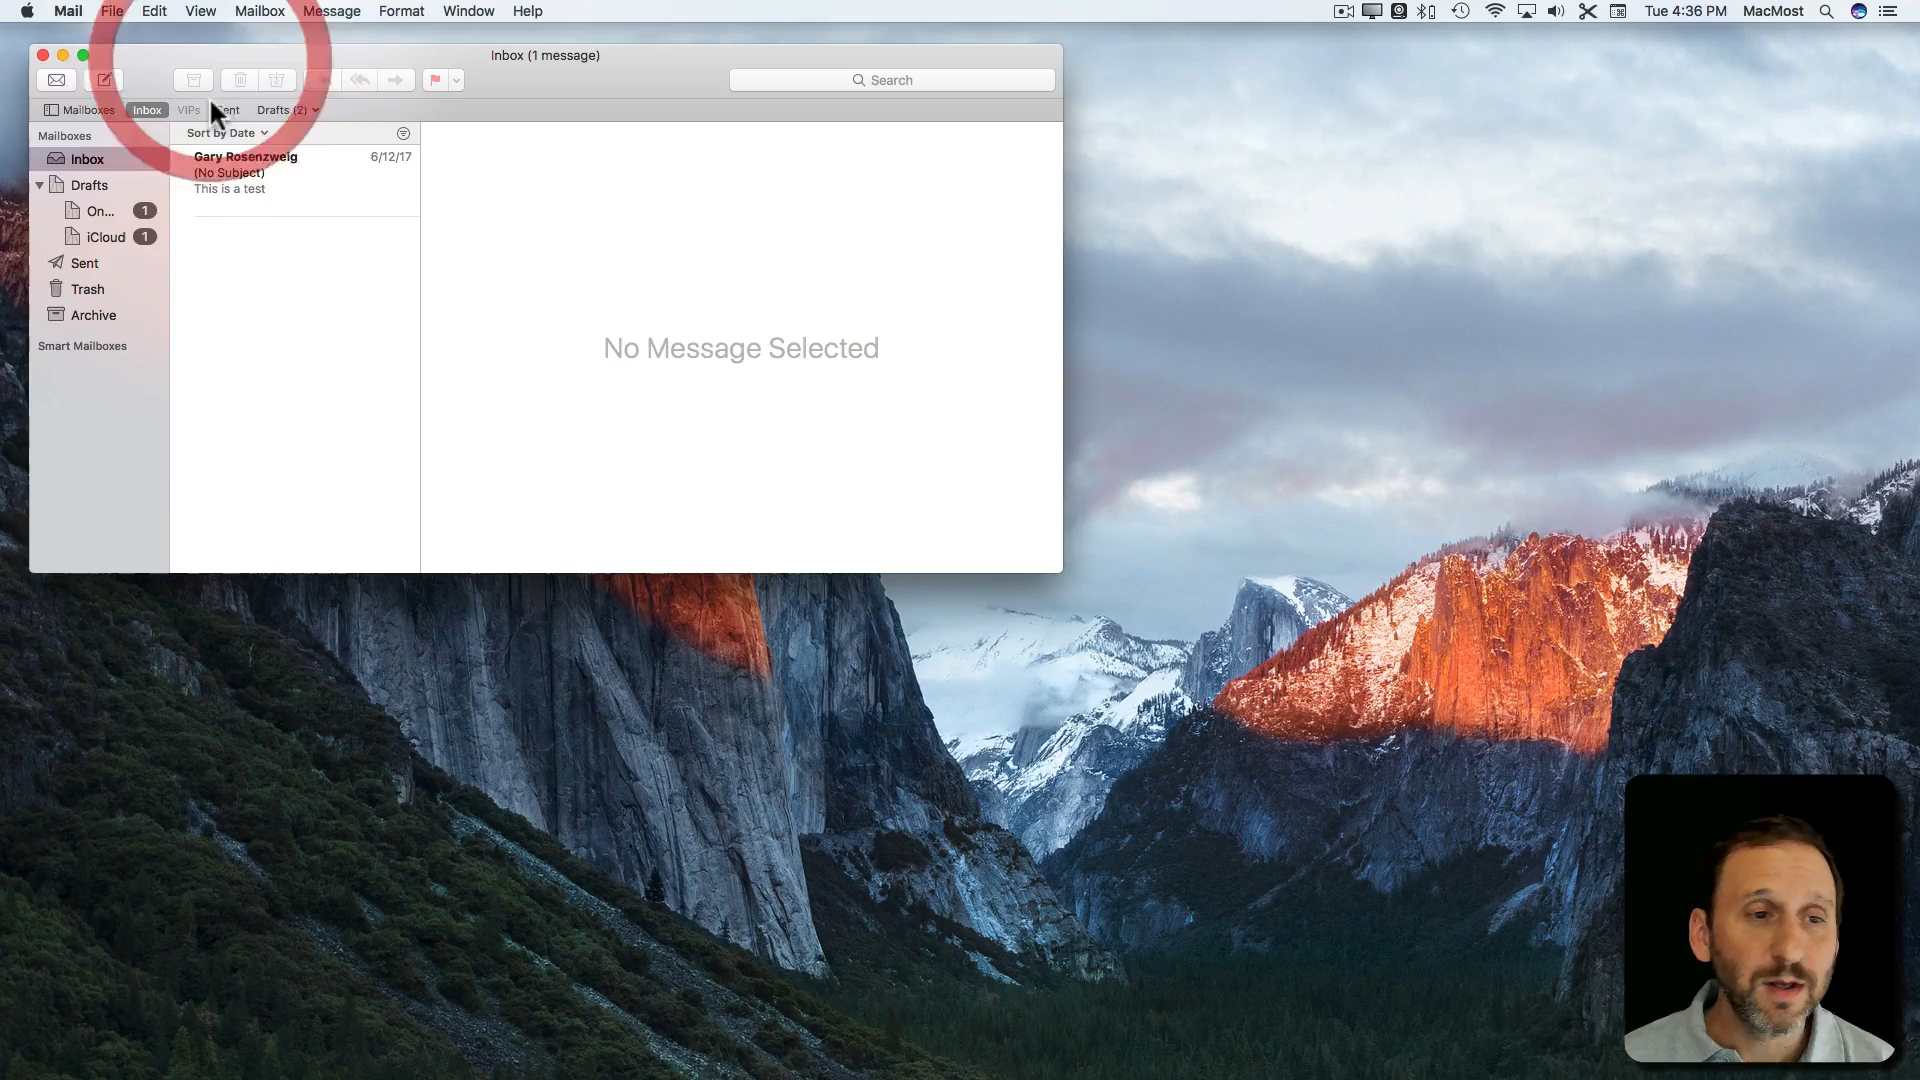 Mail File Edit View Mailbox Message Format Window Help Tue 4:36 PM MacMost
Inbox (1 message)
Search
Mailboxes Inbox VIPs Sent Drafts (2)
Mailboxes
Sort by Date
Inbox
Gary Rosenzweig 6/12/17
(No Subject)
This is a test
Drafts
On... 1
iCloud 1
Sent
Trash
Archive
Smart Mailboxes
No Message Selected